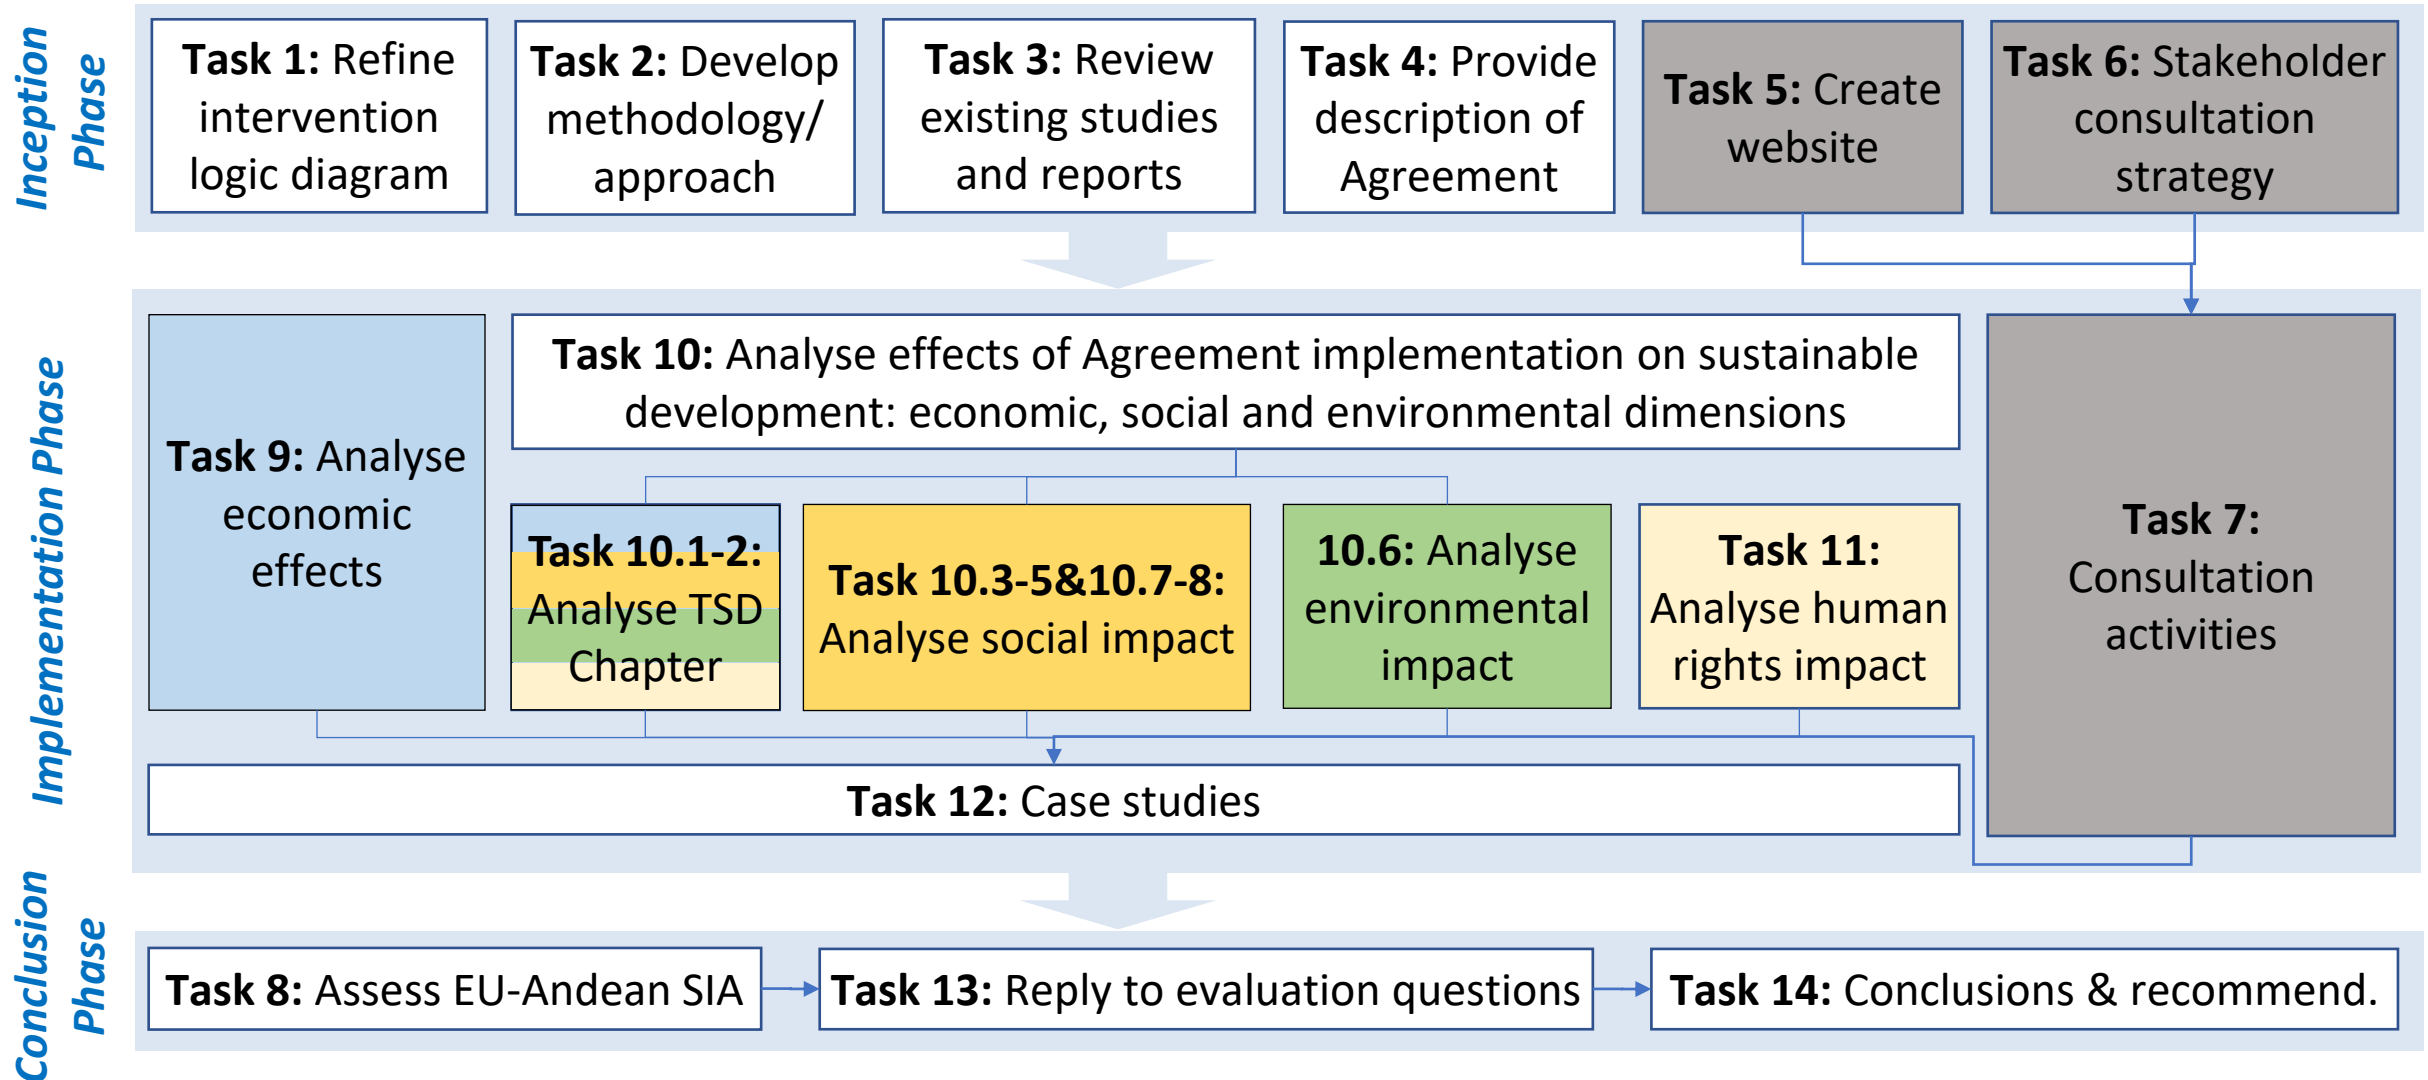 Inception
Phase
Task 1: Refine
intervention
logic diagram
Task 2: Develop
methodology/
approach
Task 3: Review
existing studies
and reports
Task 4: Provide
description of
Agreement
Task 5: Create
website
Task 6: Stakeholder
consultation
strategy
Implementation Phase
Task 9: Analyse
economic
effects
Task 10: Analyse effects of Agreement implementation on sustainable
development: economic, social and environmental dimensions
Task 10.1-2:
Analyse TSD
Chapter
Task 10.3-5&10.7-8:
Analyse social impact
10.6: Analyse
environmental
impact
Task 11:
Analyse human
rights impact
Task 7:
Consultation
activities
Task 12: Case studies
Conclusion
Phase
Task 8: Assess EU-Andean SIA
Task 13: Reply to evaluation questions
Task 14: Conclusions & recommend.